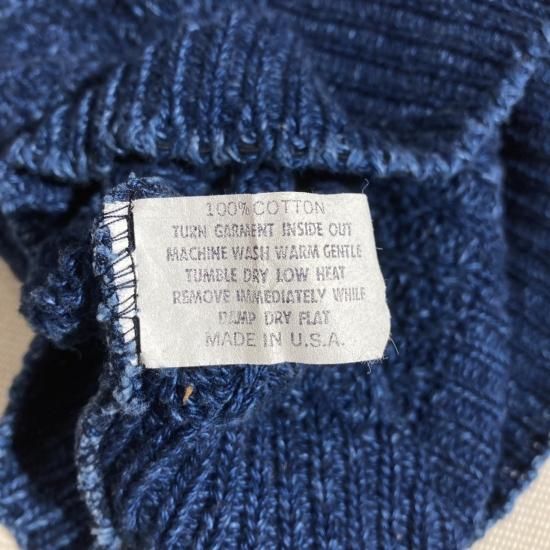 100% COTTON
TURN GARMENT INSIDE OUT
MACHINE WASH WARM GENTLE
TUMBLE DRY LOW HEAT
REMOVE IMMEDIATELY WHILE
DAMP DRY FLAT
MADE IN U.S.A.